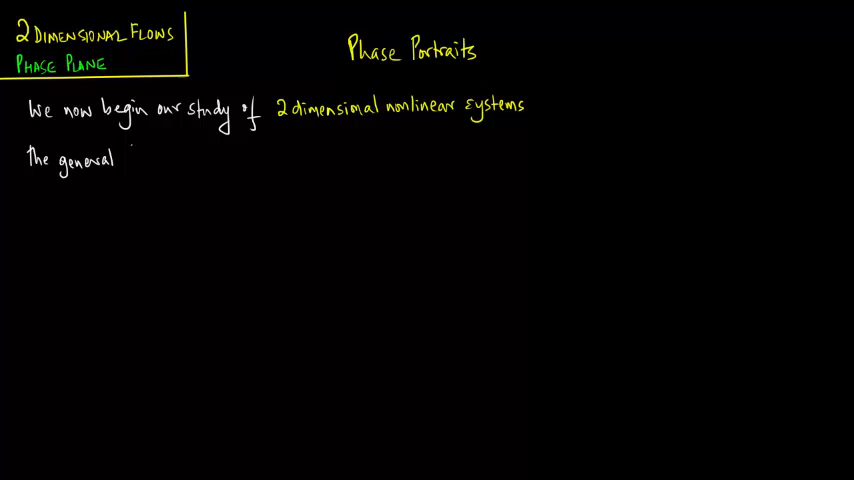 2 DIMENSIONAL FLOWS
PHASE PLANE
Phase Portraits
We now begin our study of 2 dimensional nonlinear systems
The general